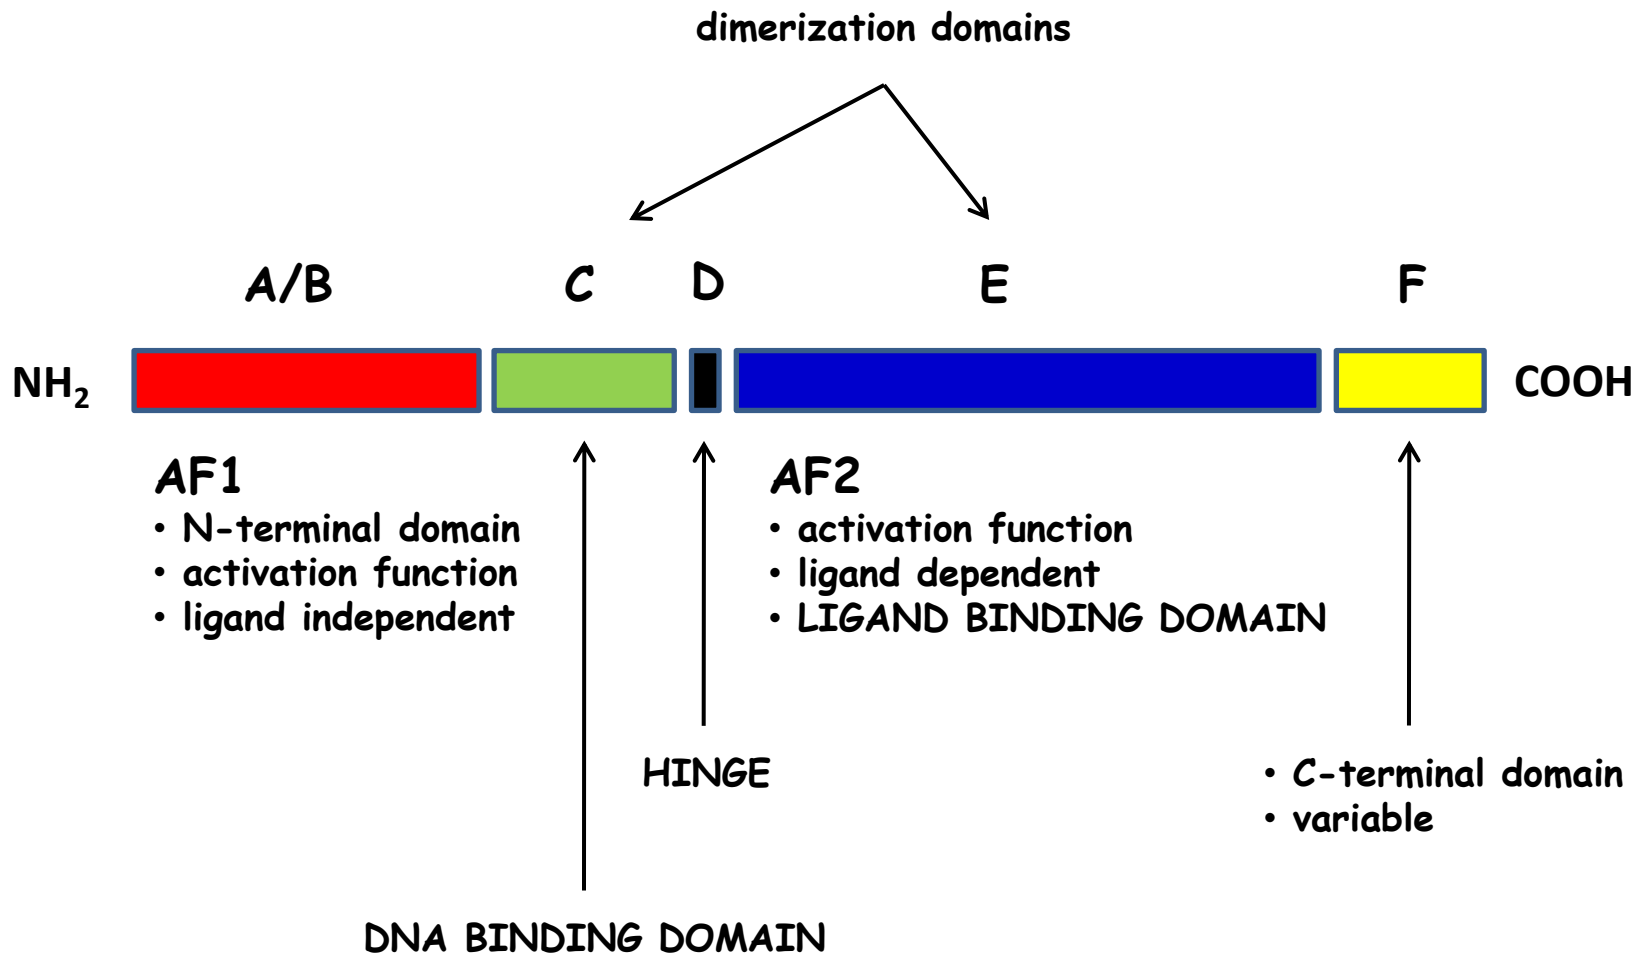 dimerization domains
A/B C D E F
NH₂ COOH
AF1
• N-terminal domain
• activation function
• ligand independent
AF2
• activation function
• ligand dependent
• LIGAND BINDING DOMAIN
HINGE
• C-terminal domain
• variable
DNA BINDING DOMAIN